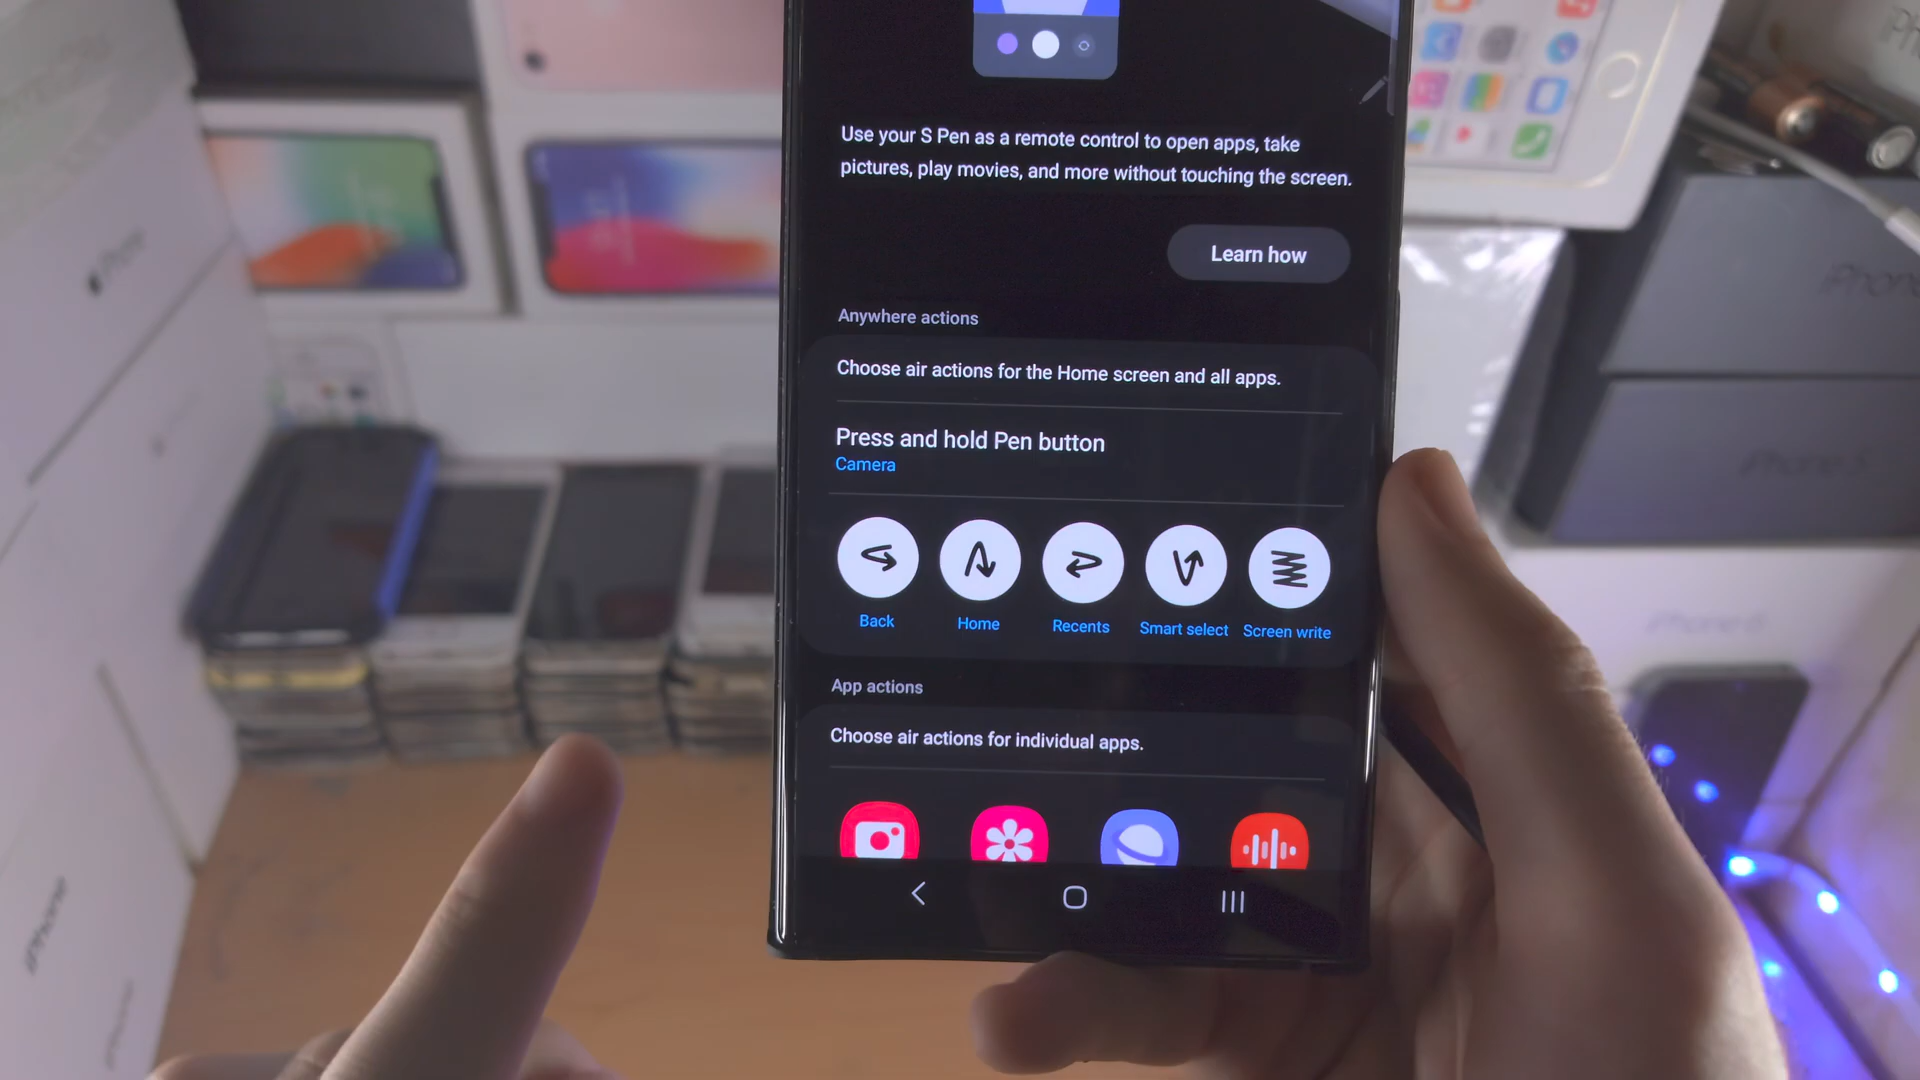 Use your S Pen as a remote control to open apps, take
pictures, play movies, and more without touching the screen.
Learn how
Anywhere actions
Choose air actions for the Home screen and all apps.
Press and hold Pen button
Camera
Back
Home
Recents
Smart select
Screen write
App actions
Choose air actions for individual apps.
iPhone
iPhone